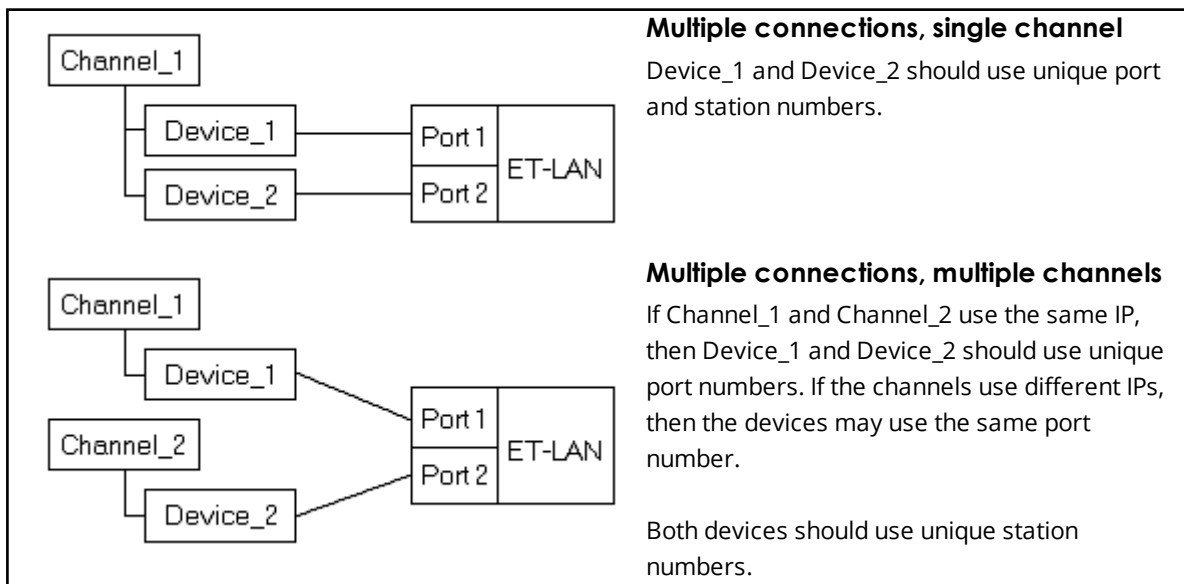 Channel_1
Device_1
Device_2
Port 1
Port 2
ET-LAN
Multiple connections, single channel
Device_1 and Device_2 should use unique port
and station numbers.
Channel_1
Device_1
Channel_2
Device_2
Port 1
Port 2
ET-LAN
Multiple connections, multiple channels
If Channel_1 and Channel_2 use the same IP,
then Device_1 and Device_2 should use unique
port numbers. If the channels use different IPs,
then the devices may use the same port
number.
Both devices should use unique station
numbers.